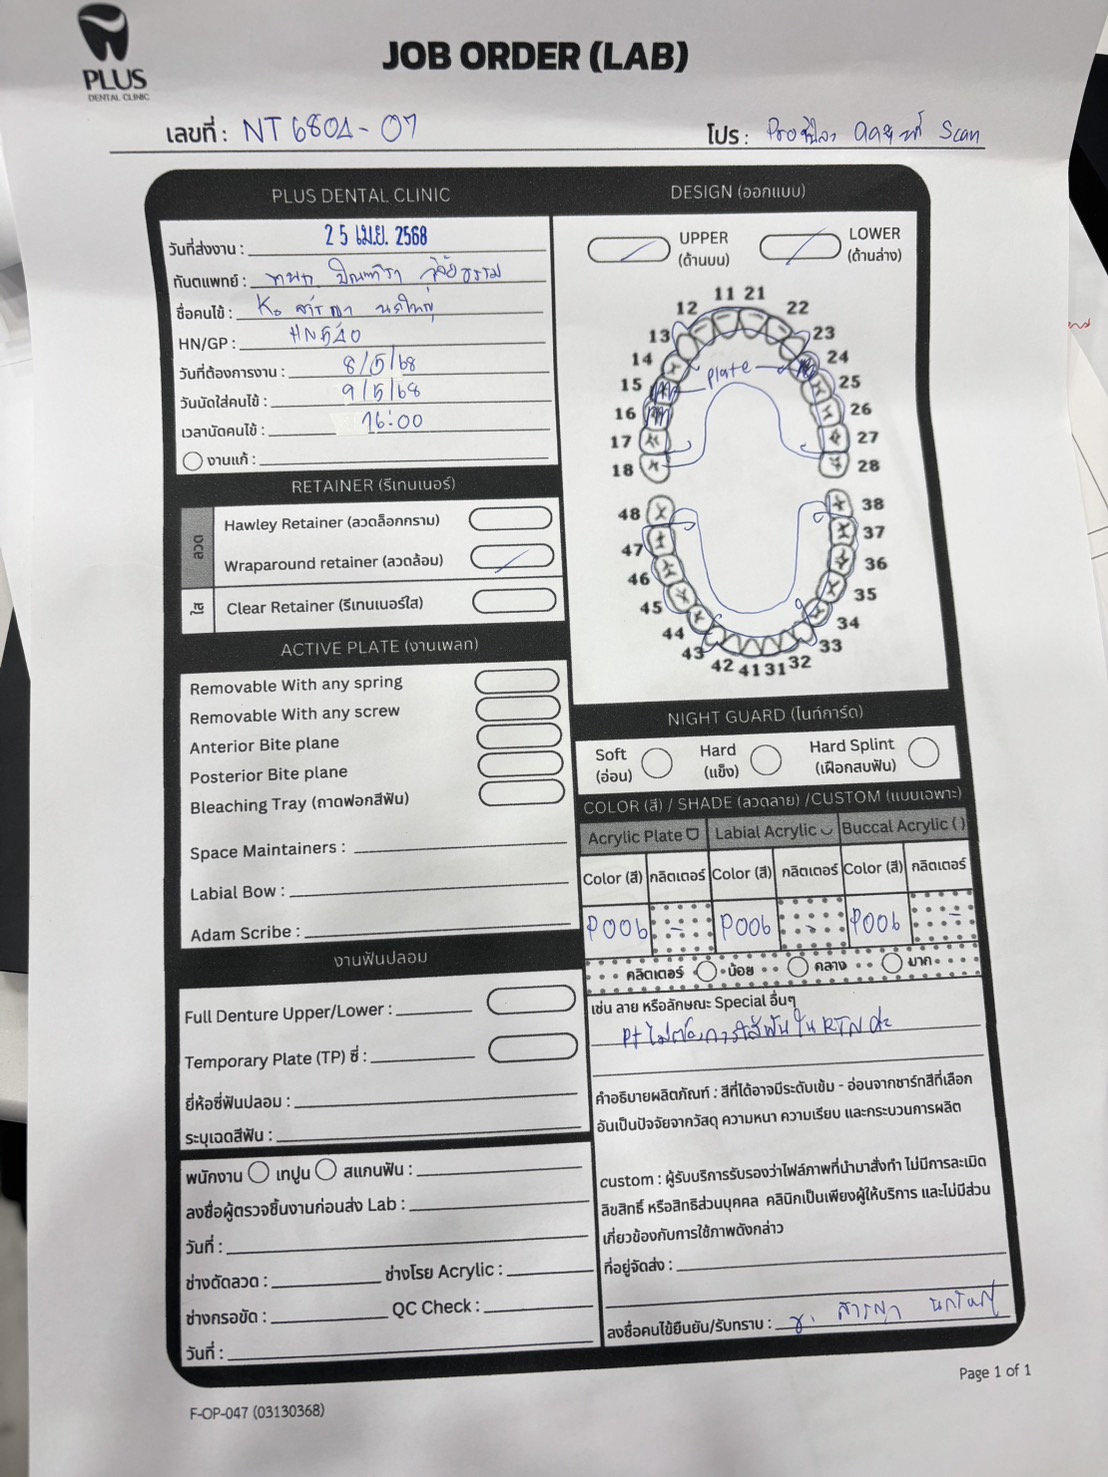 PLUS
DENTAL CLINIC
JOB ORDER (LAB)
เลขที่ : NT 6804-07
โปร : Pro Scan
PLUS DENTAL CLINIC
วันที่ส่งงาน : 25 เม.ย. 2568
ทันตแพทย์ :
ชื่อคนไข้ : K. สารญา
HN/GP : HN540
วันที่ต้องการงาน : 8/5/68
วันนัดใส่คนไข้ : 9/5/68
เวลานัดคนไข้ : 16:00
งานแก้ :
DESIGN (ออกแบบ)
UPPER
(ด้านบน)
LOWER
(ด้านล่าง)
11 21
12 22
13 23
14 24
plate
15 25
16 26
17 27
18 28
48 38
47 37
46 36
45 35
44 34
43 33
42 41 31 32
RETAINER (รีเทนเนอร์)
ลวด
Hawley Retainer (ลวดล็อกกราม)
Wraparound retainer (ลวดล้อม)
ใส
Clear Retainer (รีเทนเนอร์ใส)
ACTIVE PLATE (งานเพลท)
Removable With any spring
Removable With any screw
Anterior Bite plane
Posterior Bite plane
Bleaching Tray (ถาดฟอกสีฟัน)
Space Maintainers :
Labial Bow :
Adam Scribe :
NIGHT GUARD (ไนท์การ์ด)
Soft
(อ่อน)
Hard
(แข็ง)
Hard Splint
(เฝือกสบฟัน)
COLOR (สี) / SHADE (ลวดลาย) /CUSTOM (แบบเฉพาะ)
Acrylic Plate Labial Acrylic Buccal Acrylic ( )
Color (สี) กลิตเตอร์ Color (สี) กลิตเตอร์ Color (สี) กลิตเตอร์
P006 - P006 - P006 -
กลิตเตอร์ น้อย กลาง มาก
เช่น ลาย หรือลักษณะ Special อื่นๆ
pt ไม่ต้องการใส่ฟันใน RTN ค่ะ
งานฟันปลอม
Full Denture Upper/Lower :
Temporary Plate (TP) ซี่ :
ยี่ห้อซี่ฟันปลอม :
ระบุเฉดสีฟัน :
คำอธิบายผลิตภัณฑ์ : สีที่ได้อาจมีระดับเข้ม - อ่อนจากชาร์ทสีที่เลือก
อันเป็นปัจจัยจากวัสดุ ความหนา ความเรียบ และกระบวนการผลิต
พนักงาน เทปูน สแกนฟัน :
ลงชื่อผู้ตรวจชิ้นงานก่อนส่ง Lab :
วันที่ :
ช่างดัดลวด : ช่างโรย Acrylic :
ช่างกรอขัด : QC Check :
วันที่ :
custom : ผู้รับบริการรับรองว่าไฟล์ภาพที่นำมาสั่งทำ ไม่มีการละเมิด
ลิขสิทธิ์ หรือสิทธิส่วนบุคคล คลินิกเป็นเพียงผู้ให้บริการ และไม่มีส่วน
เกี่ยวข้องกับการใช้ภาพดังกล่าว
ที่อยู่จัดส่ง :
ลงชื่อคนไข้ยืนยัน/รับทราบ : สารญา
Page 1 of 1
F-OP-047 (03130368)